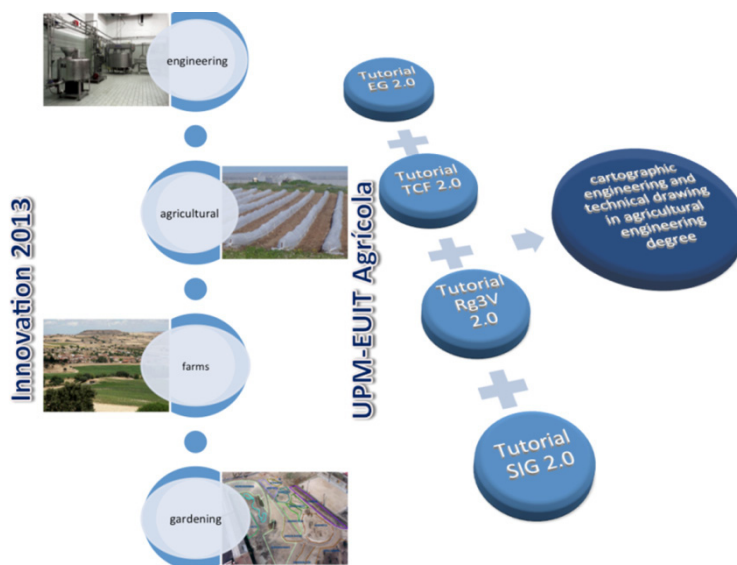 Innovation 2013
engineering
agricultural
farms
gardening
UPM-EUIT Agrícola
Tutorial
EG 2.0
Tutorial
TCF 2.0
Tutorial
Rg3V
2.0
Tutorial
SIG 2.0
cartographic
engineering and
technical drawing
in agricultural
engineering
degree